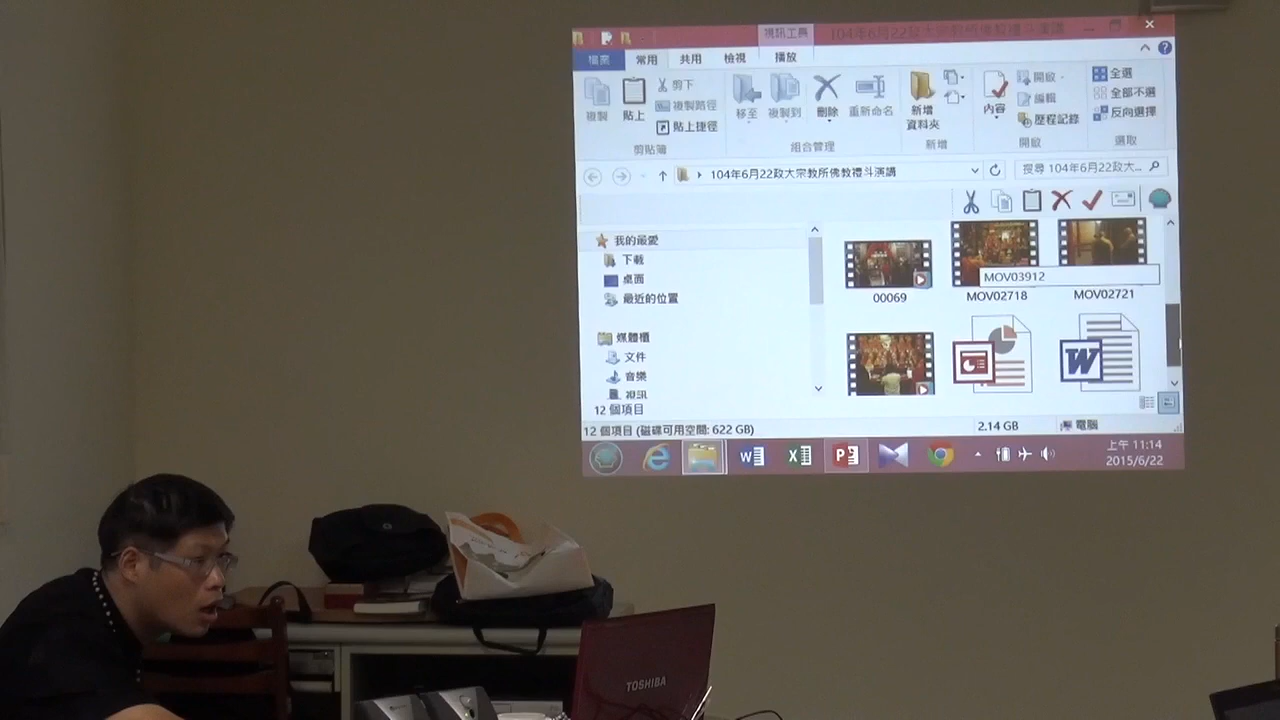 視訊工具
104年6月22政大宗教所佛教禮斗演講
檔案 常用 共用 檢視 播放
複製
貼上
剪下
複製路徑
貼上捷徑
剪貼簿
移至
複製到
刪除
重新命名
組合管理
新增
資料夾
新增
內容
開啟
編輯
歷程記錄
開啟
全選
全部不選
反向選擇
選取
104年6月22政大宗教所佛教禮斗演講
搜尋 104年6月22政大...
我的最愛
下載
桌面
最近的位置
媒體櫃
文件
音樂
視訊
12 個項目
00069
MOV02718
MOV03912
MOV02721
12 個項目 (磁碟可用空間: 622 GB)
2.14 GB
電腦
上午 11:14
2015/6/22
TOSHIBA